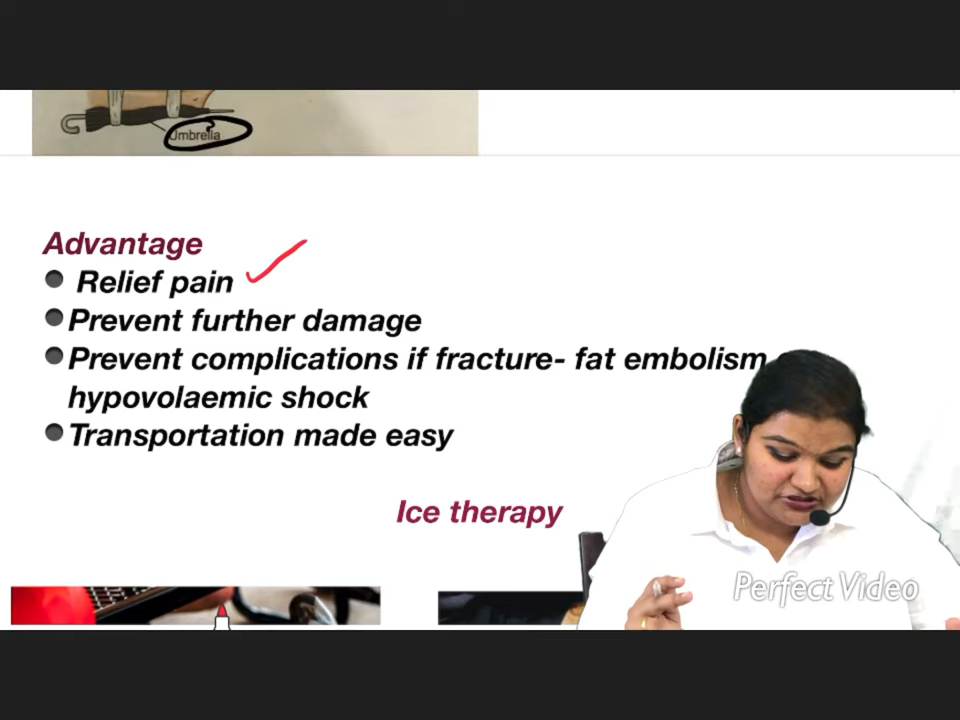 Umbrella
Advantage
Relief pain
Prevent further damage
Prevent complications if fracture- fat embolism
hypovolaemic shock
Transportation made easy
Ice therapy
Perfect Video